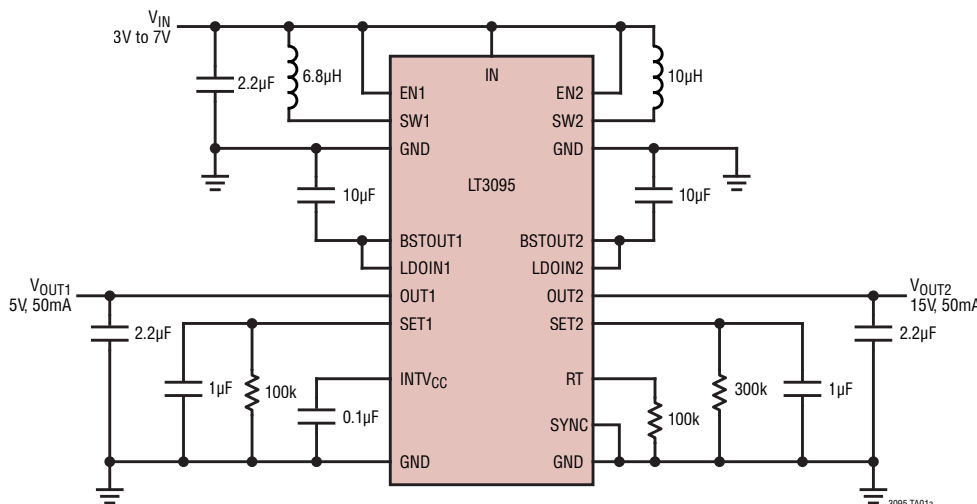 VIN
3V to 7V
2.2µF
6.8µH
IN
10µH
EN1
EN2
SW1
SW2
GND
GND
LT3095
10µF
10µF
BSTOUT1
BSTOUT2
LDOIN1
LDOIN2
VOUT1
5V, 50mA
OUT1
OUT2
VOUT2
15V, 50mA
SET1
SET2
2.2µF
2.2µF
1µF
100k
INTVCC
RT
300k
1µF
0.1µF
100k
SYNC
GND
GND
3095 TA01a